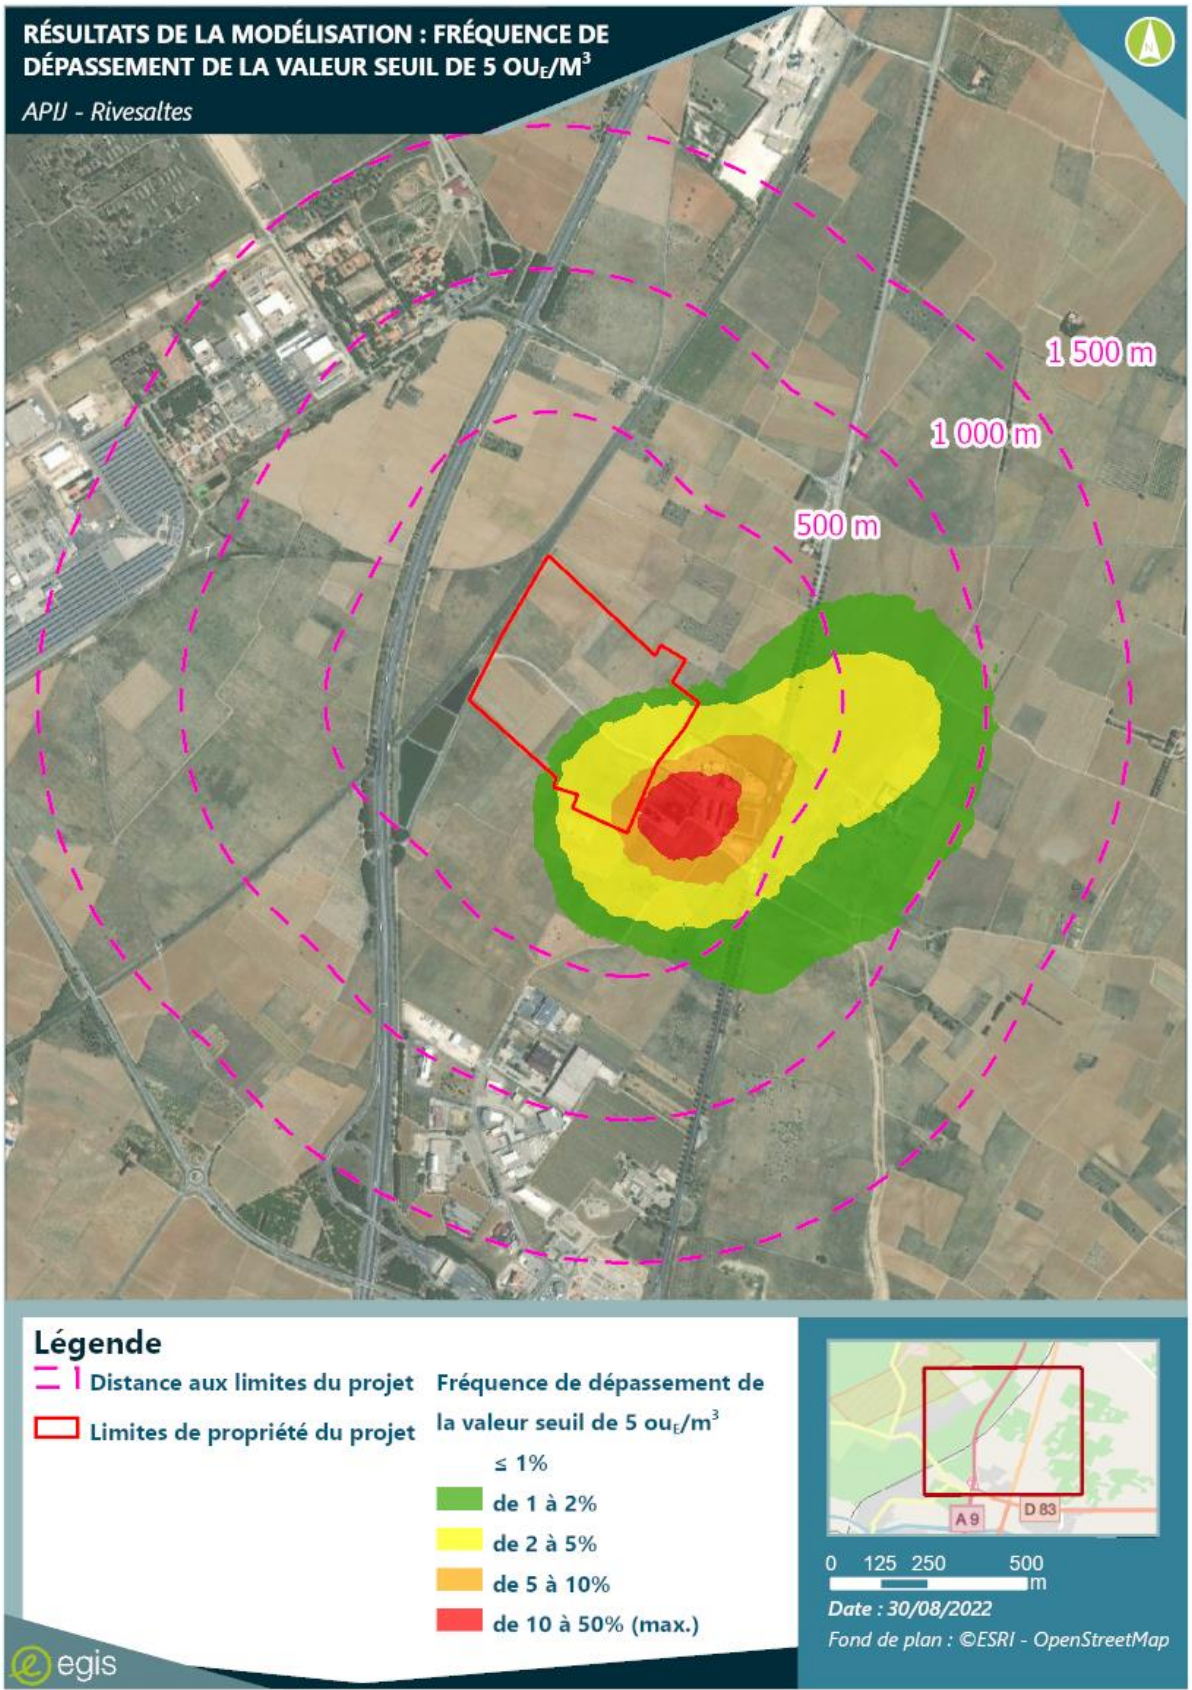 RÉSULTATS DE LA MODÉLISATION : FRÉQUENCE DE
DÉPASSEMENT DE LA VALEUR SEUIL DE 5 OU_E/M³
APIJ - Rivesaltes
N
1 500 m
1 000 m
500 m
Légende
Distance aux limites du projet
Limites de propriété du projet
Fréquence de dépassement de
la valeur seuil de 5 ou_E/m³
≤ 1%
de 1 à 2%
de 2 à 5%
de 5 à 10%
de 10 à 50% (max.)
A 9
D 83
0 125 250 500
m
Date : 30/08/2022
Fond de plan : ©ESRI - OpenStreetMap
egis